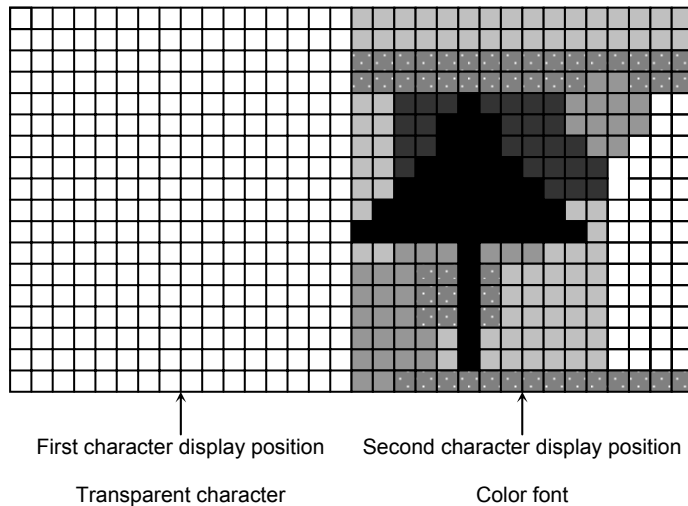 First character display position
Second character display position
Transparent character
Color font